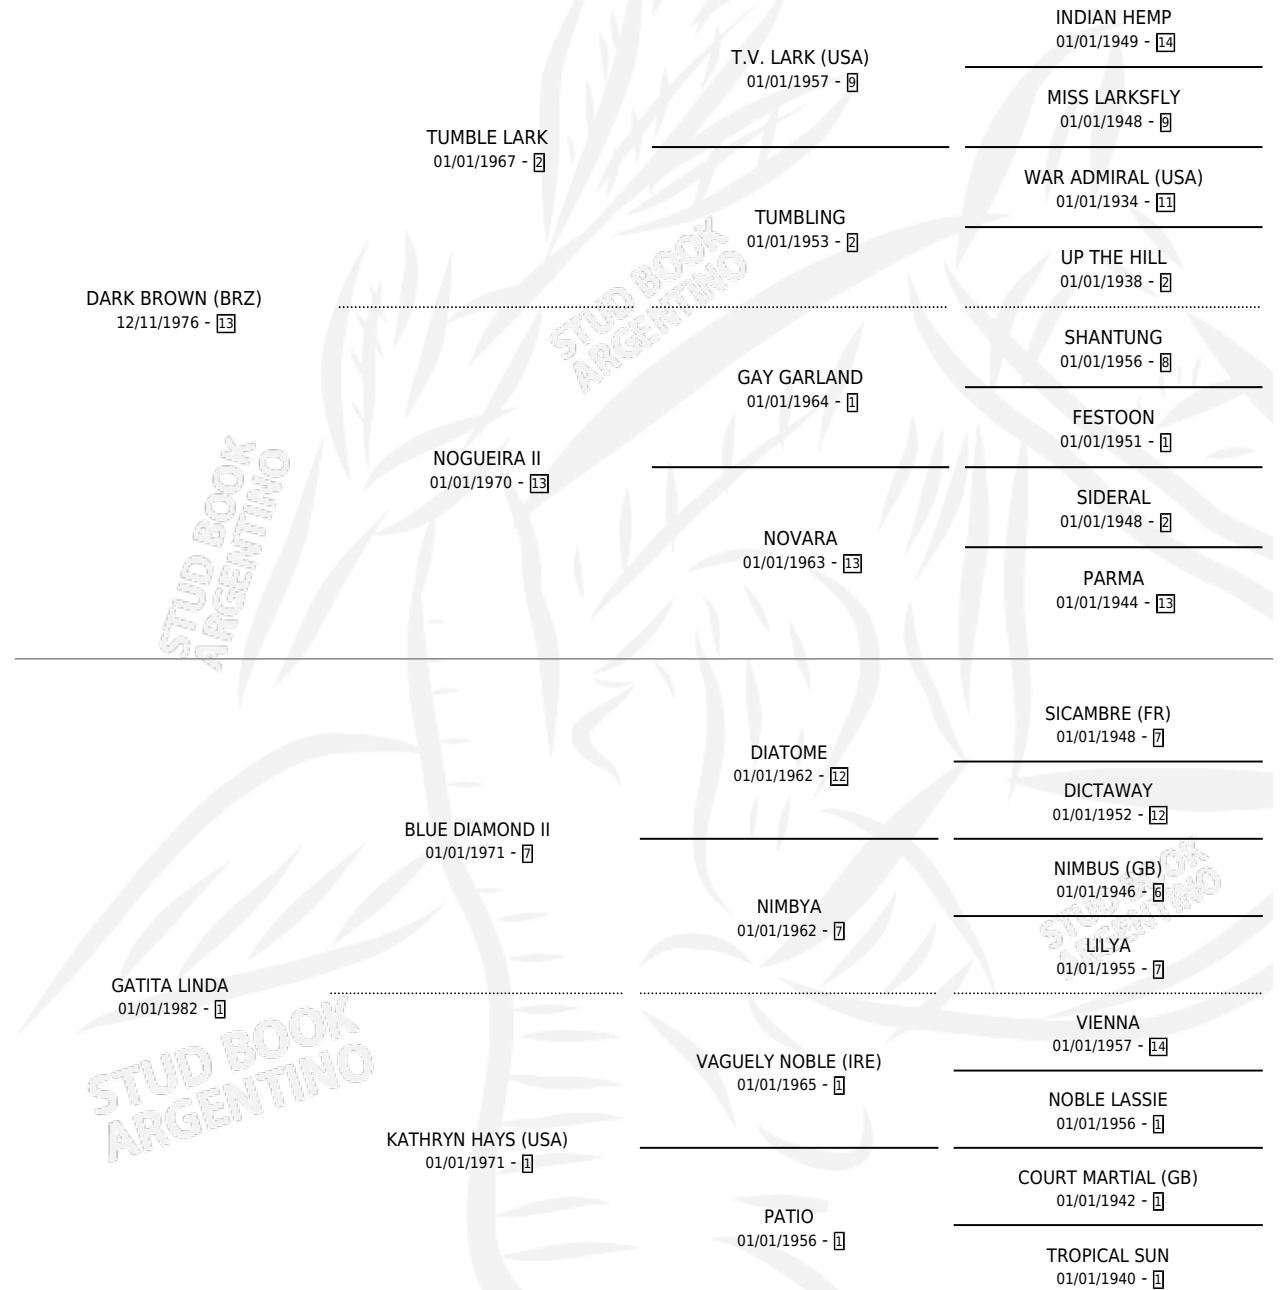 INDIAN HEMP
01/01/1949 - 14
T.V. LARK (USA)
01/01/1957 - 9
MISS LARKSFLY
01/01/1948 - 9
TUMBLE LARK
01/01/1967 - 2
WAR ADMIRAL (USA)
01/01/1934 - 11
TUMBLING
01/01/1953 - 2
UP THE HILL
01/01/1938 - 2
DARK BROWN (BRZ)
12/11/1976 - 13
STUD BOOK
ARGENTINO
SHANTUNG
01/01/1956 - 8
GAY GARLAND
01/01/1964 - 1
FESTOON
01/01/1951 - 1
NOGUEIRA II
01/01/1970 - 13
SIDERAL
01/01/1948 - 2
NOVARA
01/01/1963 - 13
PARMA
01/01/1944 - 13
STUD BOOK
ARGENTINO
SICAMBRE (FR)
01/01/1948 - 7
DIATOME
01/01/1962 - 12
DICTAWAY
01/01/1952 - 12
BLUE DIAMOND II
01/01/1971 - 7
NIMBUS (GB)
01/01/1946 - 6
NIMBYA
01/01/1962 - 7
STUD BOOK
ARGENTINO
LILYA
01/01/1955 - 7
GATITA LINDA
01/01/1982 - 1
VIENNA
01/01/1957 - 14
VAGUELY NOBLE (IRE)
01/01/1965 - 1
STUD BOOK
ARGENTINO
NOBLE LASSIE
01/01/1956 - 1
KATHRYN HAYS (USA)
01/01/1971 - 1
COURT MARTIAL (GB)
01/01/1942 - 1
PATIO
01/01/1956 - 1
TROPICAL SUN
01/01/1940 - 1